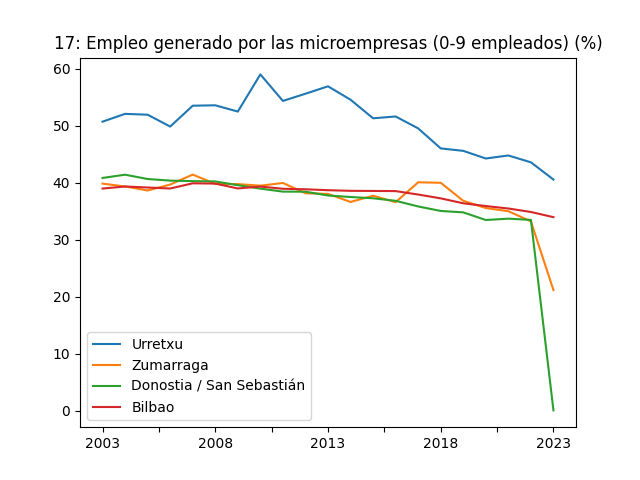 17: Empleo generado por las microempresas (0-9 empleados) (%)
60
50
40
30
20
10
0
Urretxu
Zumarraga
Donostia / San Sebastián
Bilbao
2003 2008 2013 2018 2023